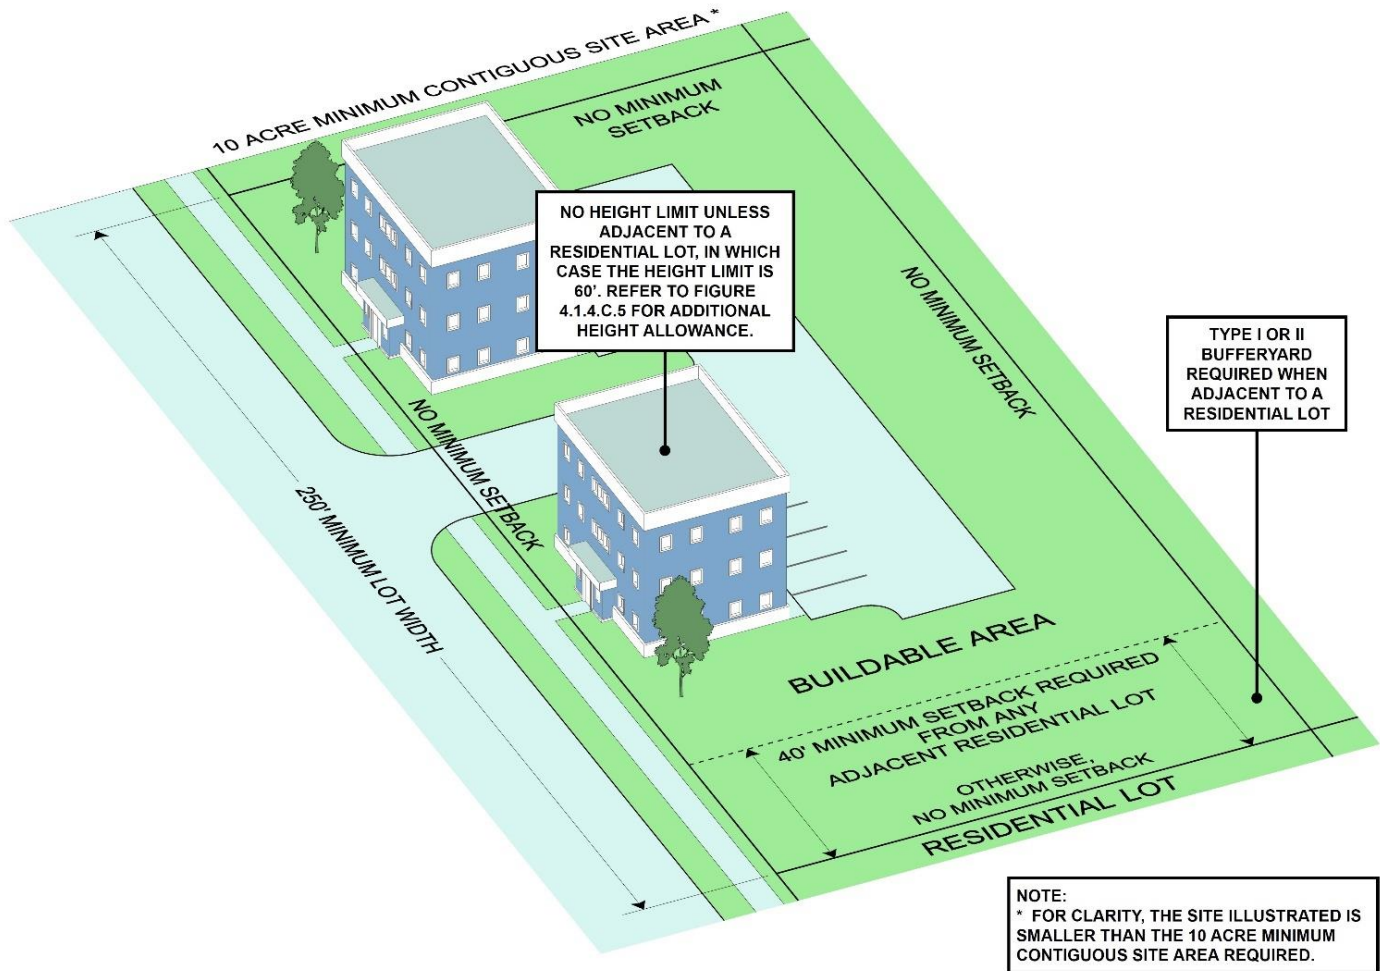 10 ACRE MINIMUM CONTIGUOUS SITE AREA *
NO MINIMUM
SETBACK
NO HEIGHT LIMIT UNLESS
ADJACENT TO A
RESIDENTIAL LOT, IN WHICH
CASE THE HEIGHT LIMIT IS
60’. REFER TO FIGURE
4.1.4.C.5 FOR ADDITIONAL
HEIGHT ALLOWANCE.
NO MINIMUM SETBACK
TYPE I OR II
BUFFERYARD
REQUIRED WHEN
ADJACENT TO A
RESIDENTIAL LOT
NO MINIMUM SETBACK
250' MINIMUM LOT WIDTH
BUILDABLE AREA
40' MINIMUM SETBACK REQUIRED
FROM ANY
ADJACENT RESIDENTIAL LOT
OTHERWISE,
NO MINIMUM SETBACK
RESIDENTIAL LOT
NOTE:
* FOR CLARITY, THE SITE ILLUSTRATED IS
SMALLER THAN THE 10 ACRE MINIMUM
CONTIGUOUS SITE AREA REQUIRED.